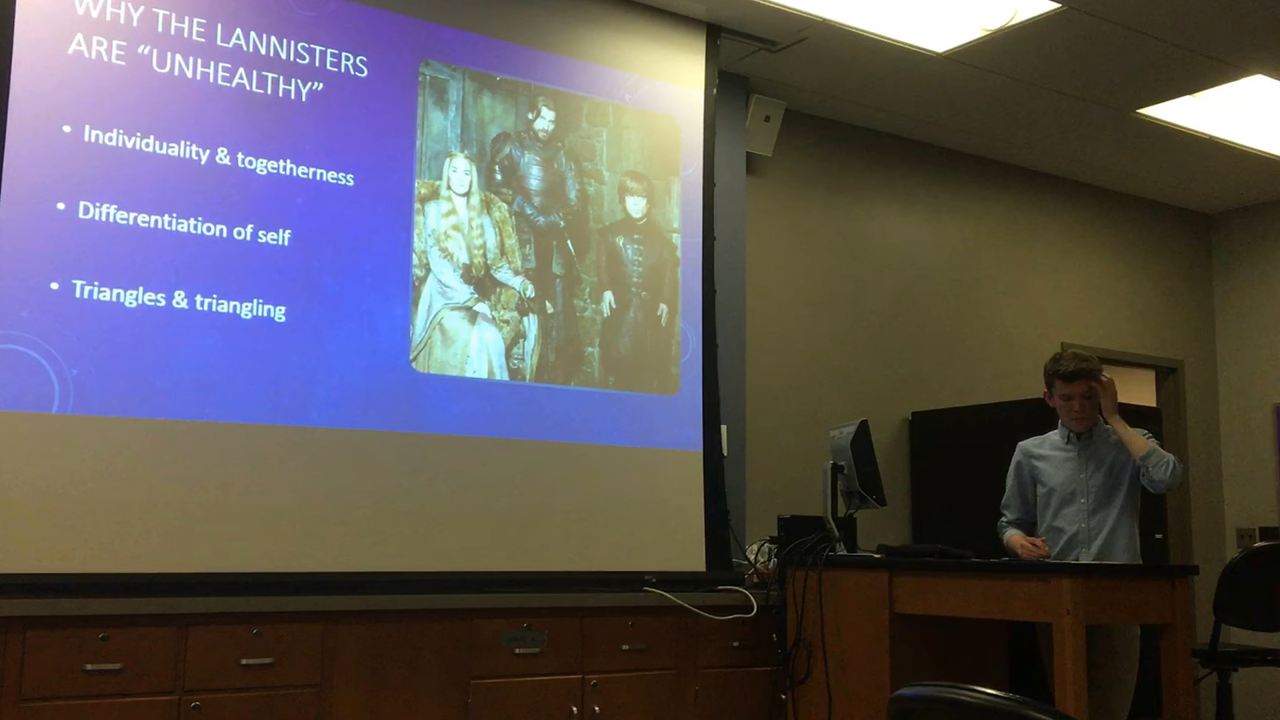 WHY THE LANNISTERS
ARE “UNHEALTHY”
• Individuality & togetherness
• Differentiation of self
• Triangles & triangling